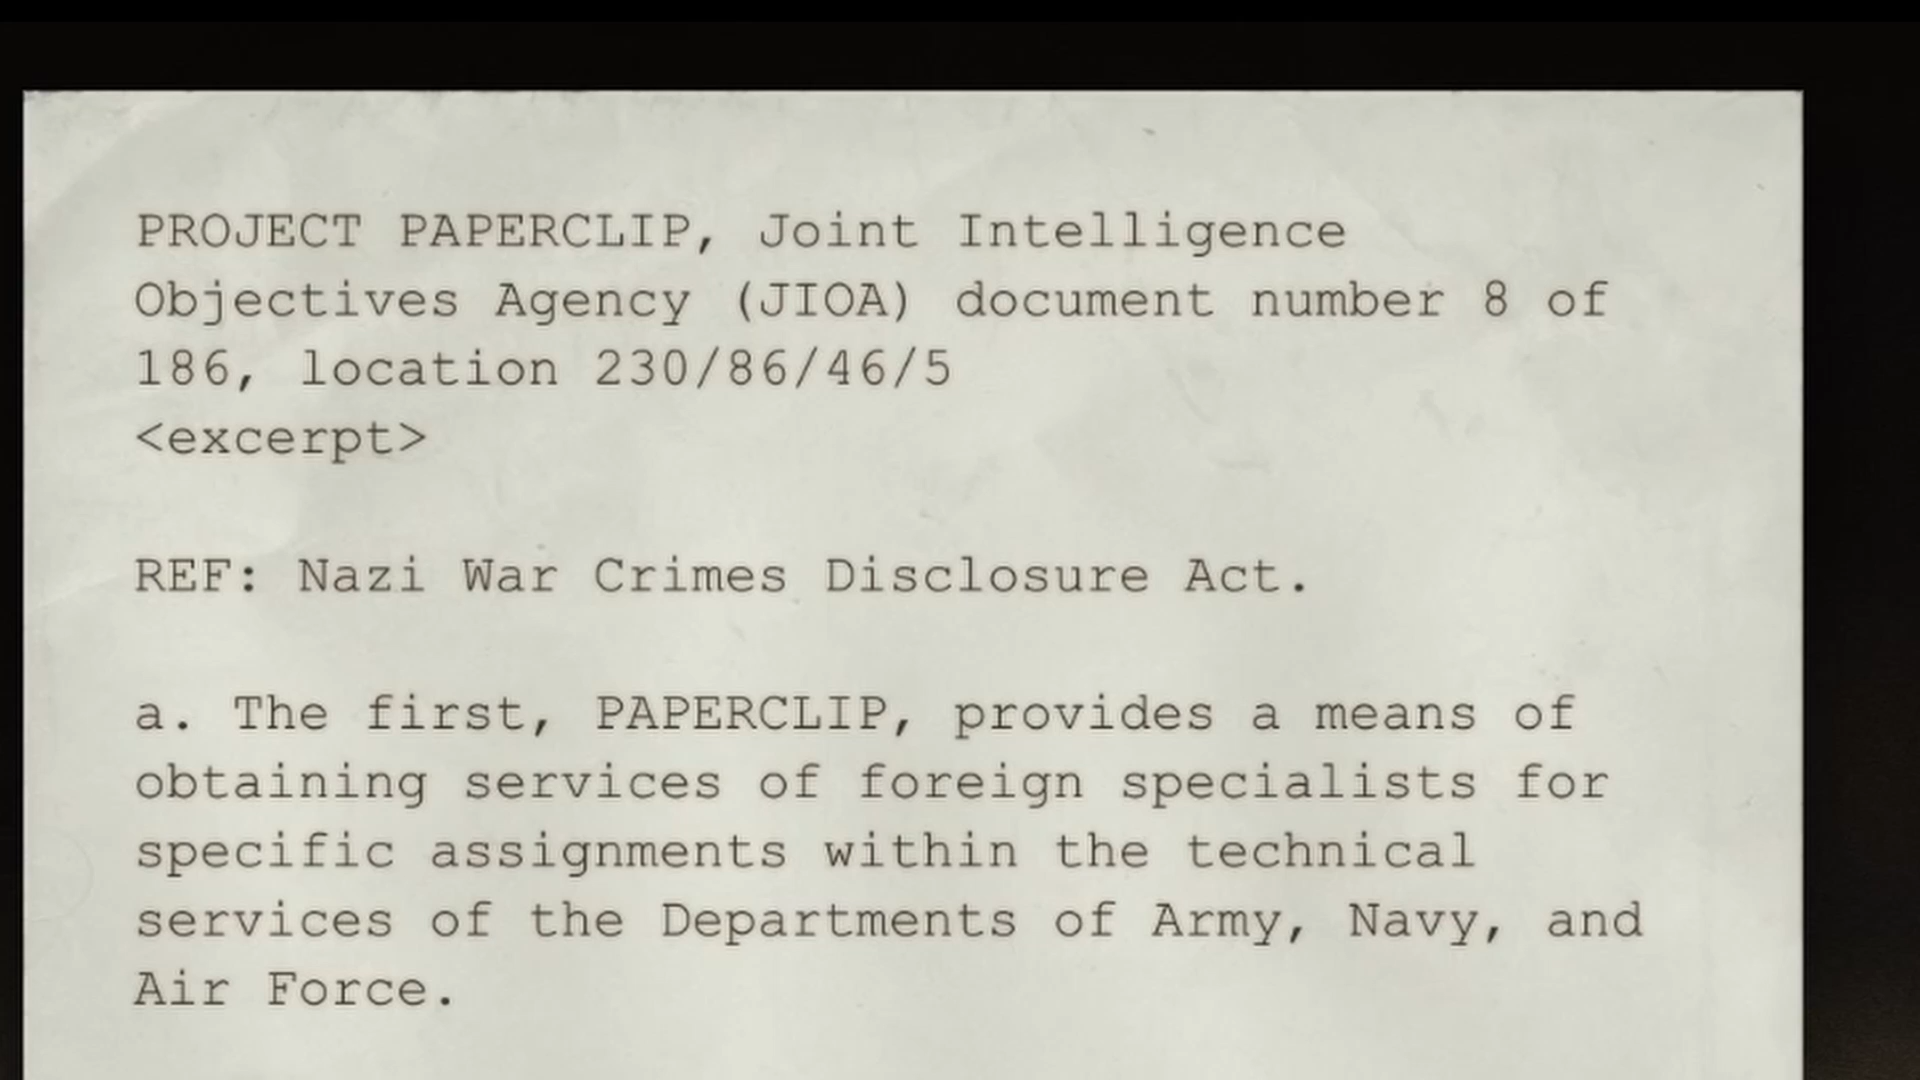 PROJECT PAPERCLIP, Joint Intelligence
Objectives Agency (JIOA) document number 8 of
186, location 230/86/46/5
<excerpt>
REF: Nazi War Crimes Disclosure Act.
a. The first, PAPERCLIP, provides a means of
obtaining services of foreign specialists for
specific assignments within the technical
services of the Departments of Army, Navy, and
Air Force.